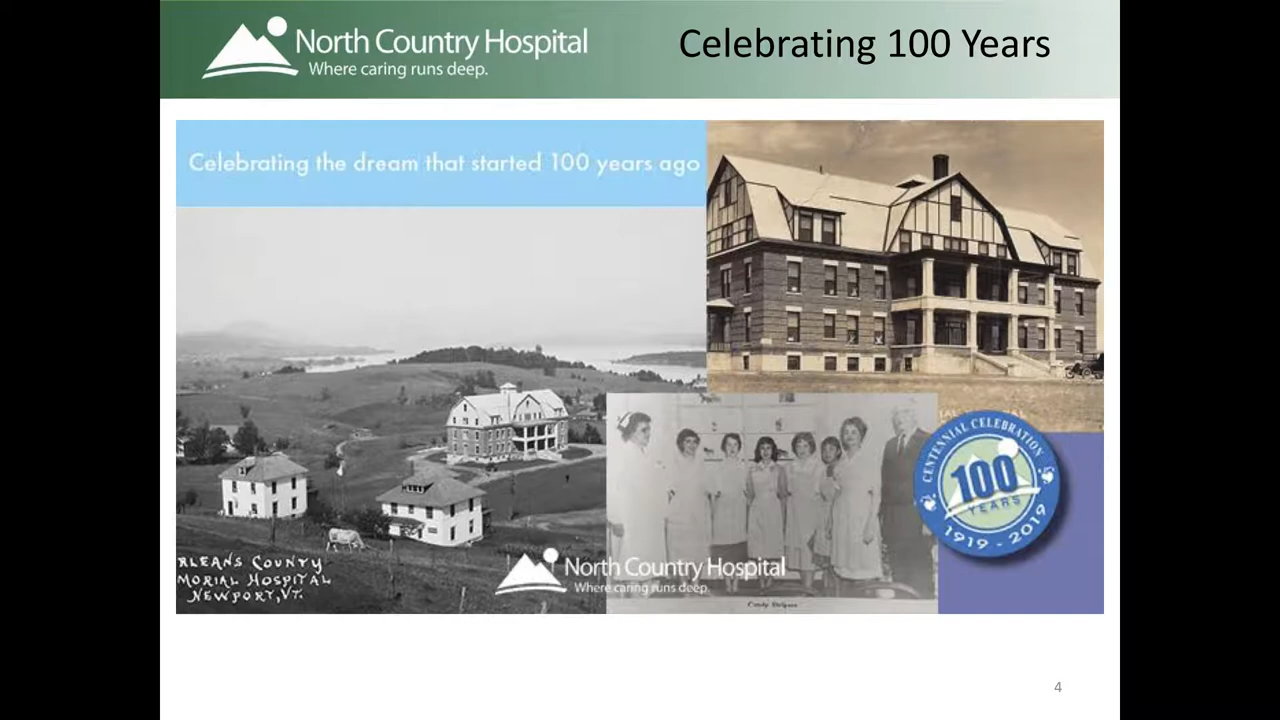 North Country Hospital
Where caring runs deep.
Celebrating 100 Years
Celebrating the dream that started 100 years ago
RLEANS COUNTY
MORIAL HOSPITAL
NEWPORT, VT.
North Country Hospital
Where caring runs deep.
CENTENNIAL CELEBRATION
100
YEARS
1919 - 2019
4